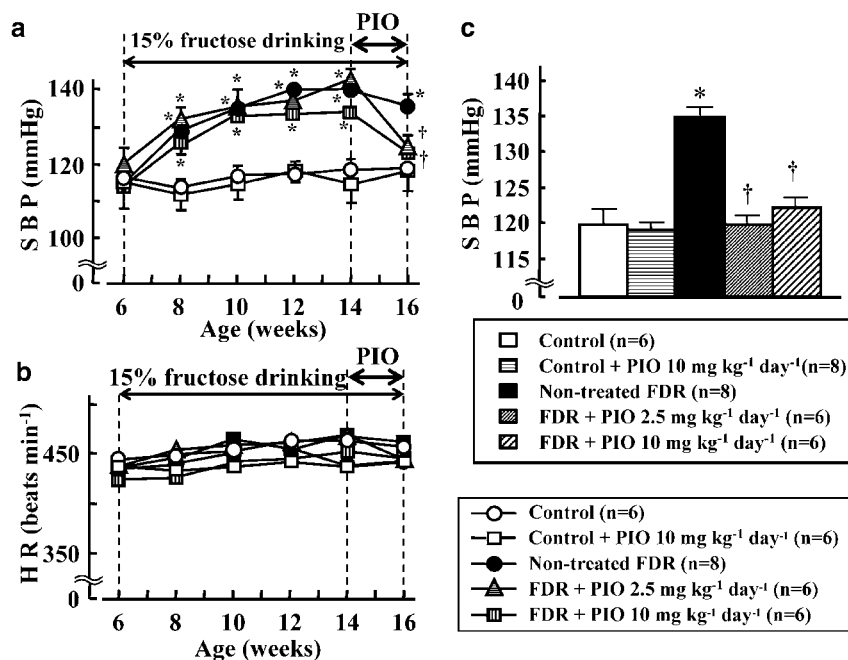 a
PIO
15% fructose drinking
SBP (mmHg)
140
120
100
0
* * * * * * * * * * * * *
†
†
6 8 10 12 14 16
Age (weeks)
b
PIO
15% fructose drinking
HR (beats min⁻¹)
450
350
0
6 8 10 12 14 16
Age (weeks)
c
SBP (mmHg)
140
135
130
125
120
115
0
*
†
†
Control (n=6)
Control + PIO 10 mg kg⁻¹ day⁻¹(n=8)
Non-treated FDR (n=8)
FDR + PIO 2.5 mg kg⁻¹ day⁻¹ (n=6)
FDR + PIO 10 mg kg⁻¹ day⁻¹ (n=6)
Control (n=6)
Control + PIO 10 mg kg⁻¹ day⁻¹ (n=6)
Non-treated FDR (n=8)
FDR + PIO 2.5 mg kg⁻¹ day⁻¹ (n=6)
FDR + PIO 10 mg kg⁻¹ day⁻¹ (n=6)